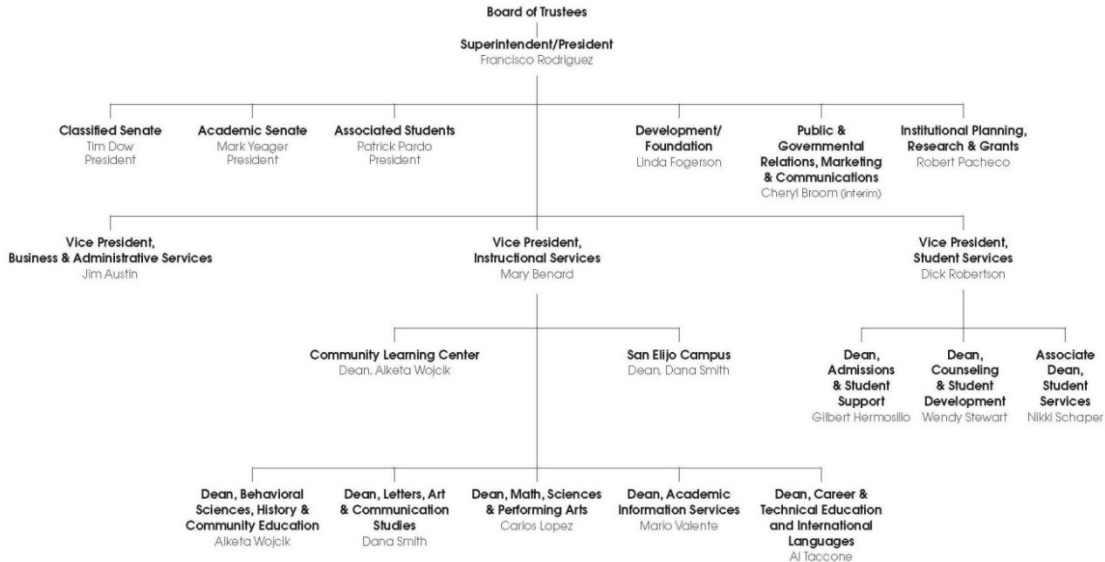 Board of Trustees
Superintendent/President
Francisco Rodriguez
Classified Senate
Tim Dow
President
Academic Senate
Mark Yeager
President
Associated Students
Patrick Pardo
President
Development/
Foundation
Linda Fogerson
Public &
Governmental
Relations, Marketing
& Communications
Cheryl Broom (interim)
Institutional Planning,
Research & Grants
Robert Pacheco
Vice President,
Business & Administrative Services
Jim Austin
Vice President,
Instructional Services
Mary Benard
Vice President,
Student Services
Dick Robertson
Community Learning Center
Dean, Alketa Wojcik
San Elijo Campus
Dean, Dana Smith
Dean,
Admissions
& Student
Support
Gilbert Hermosillo
Dean,
Counseling
& Student
Development
Wendy Stewart
Associate
Dean,
Student
Services
Nikki Schaper
Dean, Behavioral
Sciences, History &
Community Education
Alketa Wojcik
Dean, Letters, Art
& Communication
Studies
Dana Smith
Dean, Math, Sciences
& Performing Arts
Carlos Lopez
Dean, Academic
Information Services
Mario Valente
Dean, Career &
Technical Education
and International
Languages
Al Taccone